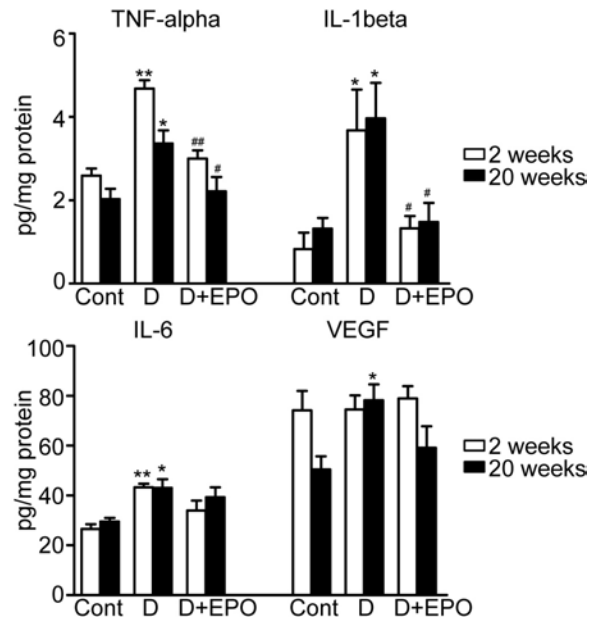 TNF-alpha IL-1beta
6
** * *
4
*
## #
pg/mg protein
2
# #
0
Cont D D+EPO Cont D D+EPO
2 weeks
20 weeks
IL-6 VEGF
100
80
*
60
pg/mg protein
** *
40
20
0
Cont D D+EPO Cont D D+EPO
2 weeks
20 weeks